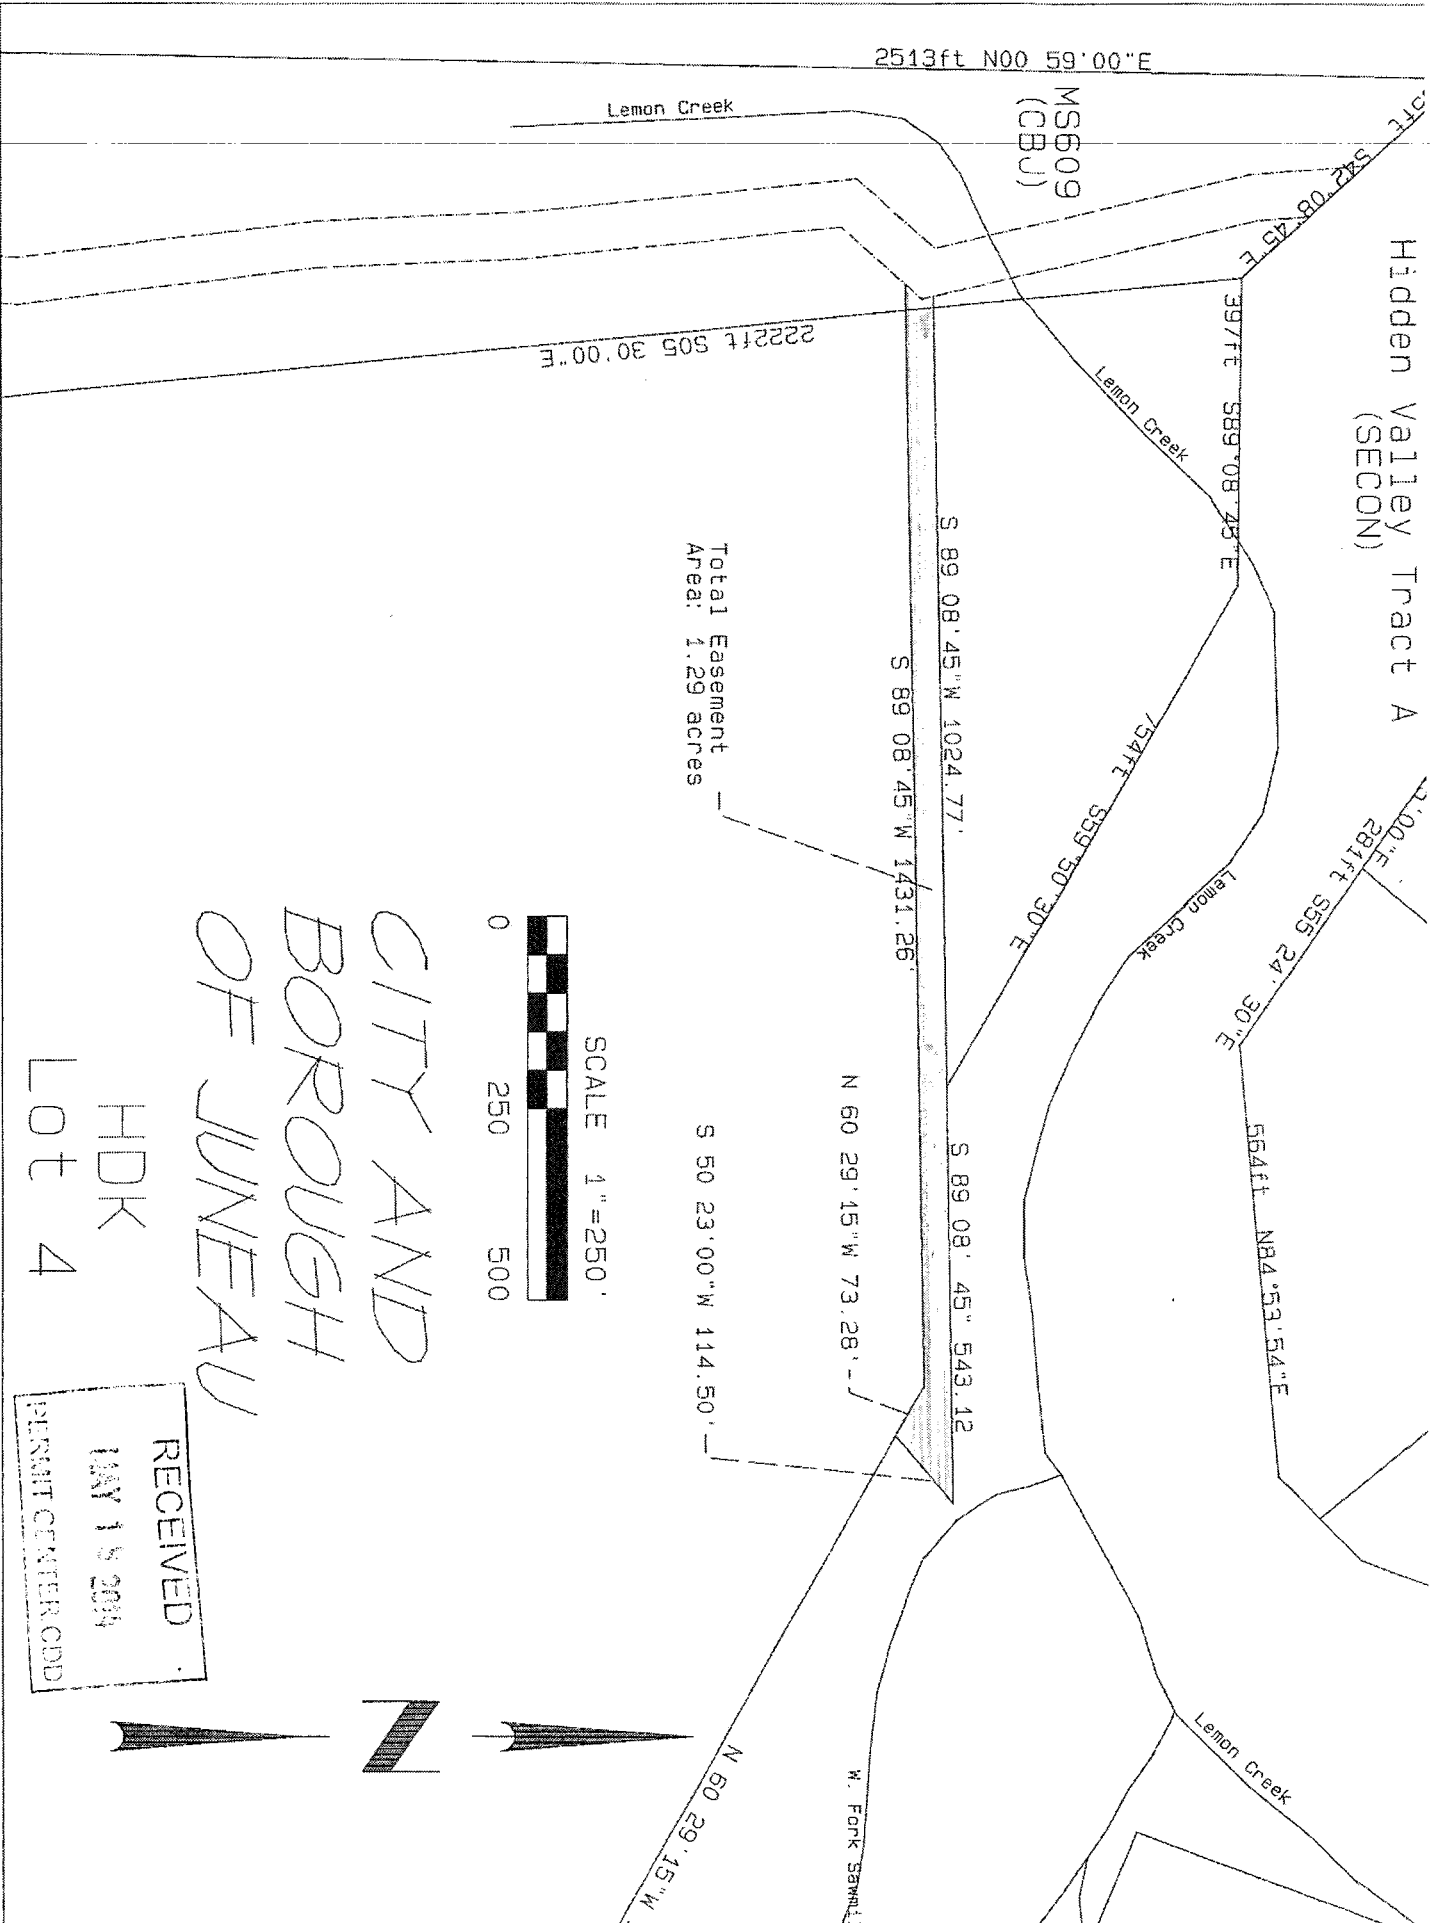 Hidden Valley Tract A
(SECON)
MS609
(CBJ)
2513ft N00 59'00"E
S42°08'45"E
397ft S89°08'45"E
Lemon Creek
Lemon Creek
Lemon Creek
Lemon Creek
754ft S59°50'30"E
281ft S55 24' 30"E
564ft N84°53'54"E
2222ft S05 30'00"E
S 89 08'45"W 1024.77'
S 89 08'45"W 1431.26'
S 89 08' 45" 543.12
N 60 29'15"W 73.28'
S 50 23'00"W 114.50'
Total Easement
Area: 1.29 acres
SCALE 1"=250'
0 250 500
CITY AND
BOROUGH
OF JUNEAU
HDK
Lot 4
RECEIVED
MAY 15
PERMIT CENTER CDD
N
N 60 29'15"W
W. Fork